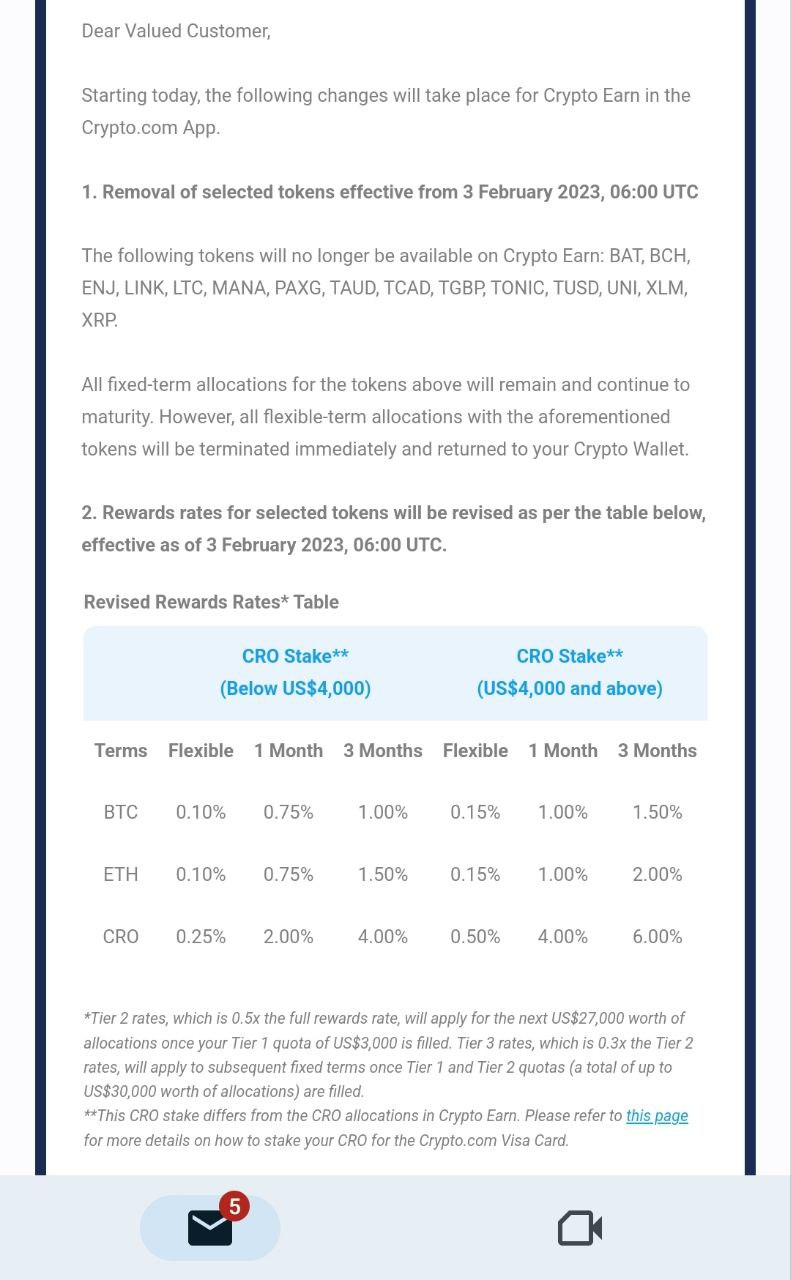 Dear Valued Customer,
Starting today, the following changes will take place for Crypto Earn in the
Crypto.com App.
1. Removal of selected tokens effective from 3 February 2023, 06:00 UTC
The following tokens will no longer be available on Crypto Earn: BAT, BCH,
ENJ, LINK, LTC, MANA, PAXG, TAUD, TCAD, TGBP, TONIC, TUSD, UNI, XLM,
XRP.
All fixed-term allocations for the tokens above will remain and continue to
maturity. However, all flexible-term allocations with the aforementioned
tokens will be terminated immediately and returned to your Crypto Wallet.
2. Rewards rates for selected tokens will be revised as per the table below,
effective as of 3 February 2023, 06:00 UTC.
Revised Rewards Rates* Table
CRO Stake** CRO Stake**
(Below US$4,000) (US$4,000 and above)
Terms Flexible 1 Month 3 Months Flexible 1 Month 3 Months
BTC 0.10% 0.75% 1.00% 0.15% 1.00% 1.50%
ETH 0.10% 0.75% 1.50% 0.15% 1.00% 2.00%
CRO 0.25% 2.00% 4.00% 0.50% 4.00% 6.00%
*Tier 2 rates, which is 0.5x the full rewards rate, will apply for the next US$27,000 worth of
allocations once your Tier 1 quota of US$3,000 is filled. Tier 3 rates, which is 0.3x the Tier 2
rates, will apply to subsequent fixed terms once Tier 1 and Tier 2 quotas (a total of up to
US$30,000 worth of allocations) are filled.
**This CRO stake differs from the CRO allocations in Crypto Earn. Please refer to this page
for more details on how to stake your CRO for the Crypto.com Visa Card.
5